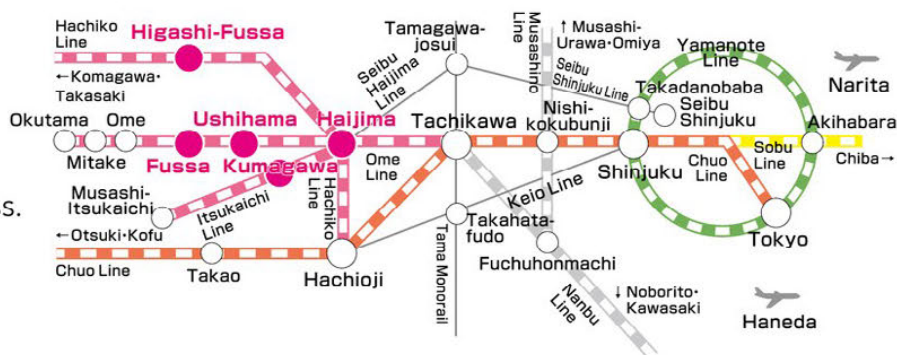 Hachiko
Line
Higashi-Fussa
←Komagawa・
Takasaki
Tamagawa-
josui
Seibu
Haijima
Line
Musashino
Line
↑ Musashi-
Urawa・Omiya
Seibu
Shinjuku Line
Yamanote
Line
Takadanobaba
Seibu
Shinjuku
Narita
Okutama
Ome
Mitake
Ushihama
Fussa
Kumagawa
Haijima
Ome
Line
Tachikawa
Nishi-
kokubunji
Shinjuku
Chuo
Line
Sobu
Line
Akihabara
Chiba→
Musashi-
Itsukaichi
Itsukaichi
Line
Hachiko
Line
Keio Line
ss.
←Otsuki・Kofu
Chuo Line
Takao
Hachioji
Takahata-
fudo
Tama Monorail
Fuchuhonmachi
Nanbu
Line
↓ Noborito・
Kawasaki
Tokyo
Haneda